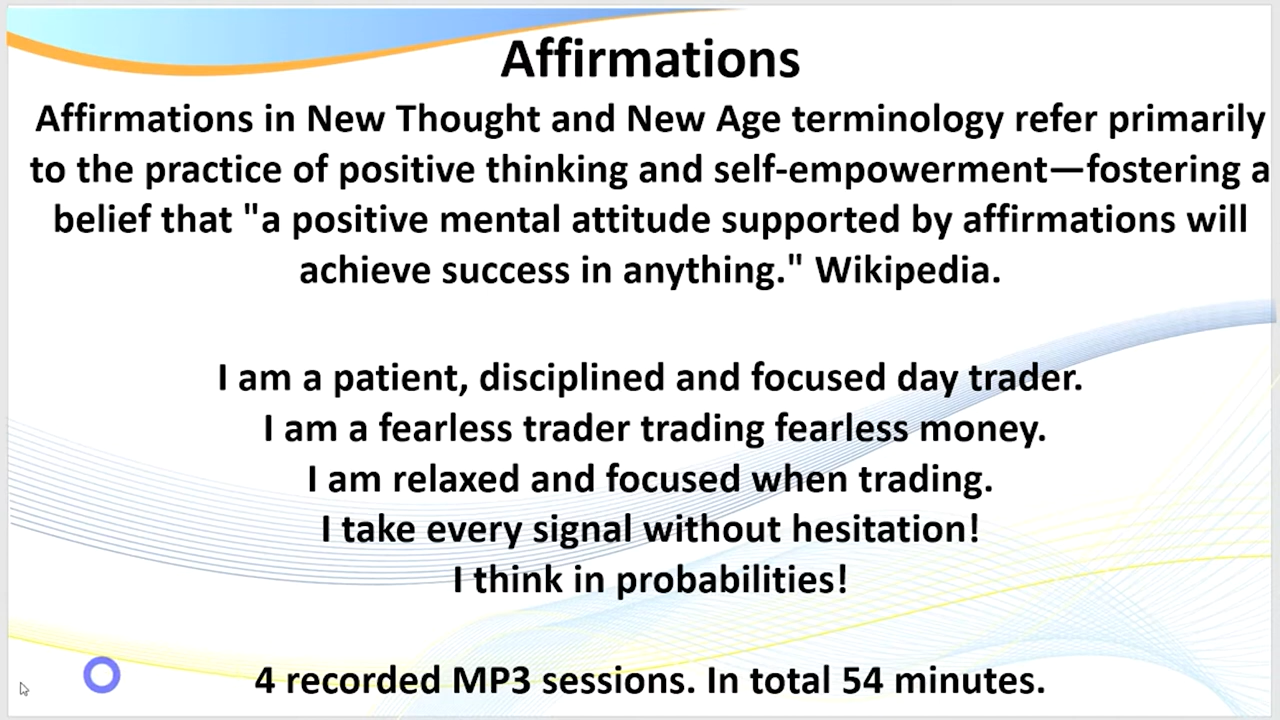 Affirmations
Affirmations in New Thought and New Age terminology refer primarily
to the practice of positive thinking and self-empowerment—fostering a
belief that "a positive mental attitude supported by affirmations will
achieve success in anything." Wikipedia.
I am a patient, disciplined and focused day trader.
I am a fearless trader trading fearless money.
I am relaxed and focused when trading.
I take every signal without hesitation!
I think in probabilities!
4 recorded MP3 sessions. In total 54 minutes.